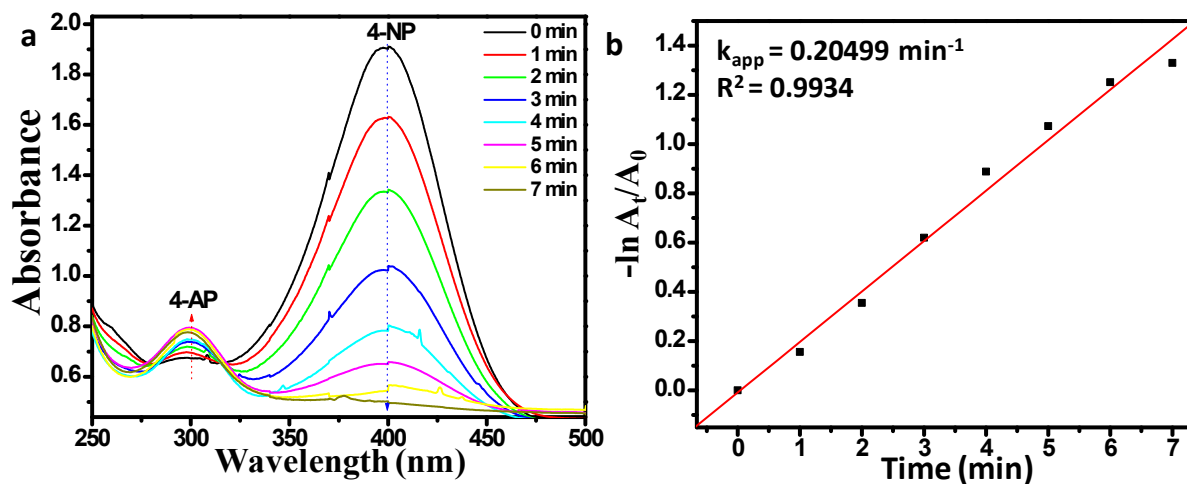 a
2.0
1.8
1.6
1.4
1.2
1.0
0.8
0.6
Absorbance
250 300 350 400 450 500
Wavelength (nm)
4-AP
4-NP
0 min
1 min
2 min
3 min
4 min
5 min
6 min
7 min
b
k_app = 0.20499 min⁻¹
R² = 0.9934
1.4
1.2
1.0
0.8
0.6
0.4
0.2
0.0
-ln A_t/A_0
0 1 2 3 4 5 6 7
Time (min)